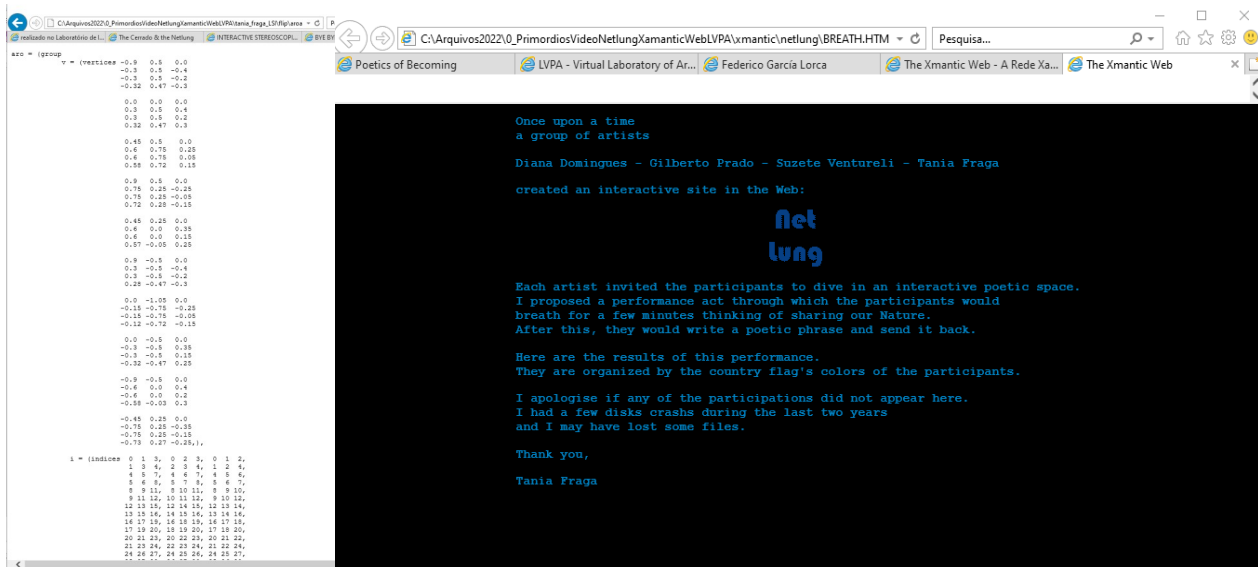 C:\Arquivos2022\0_PrimordiosVideoNetlungXamanticWebLVPA\tania_fraga_LSI\flip\aroa
realizado no Laboratório de I...
The Cerrado & the Netlung
INTERACTIVE STEREOSCOPI...
BYE BY
aro = (group
v = (vertices -0.9 0.5 0.0
-0.3 0.5 -0.4
-0.3 0.5 -0.2
-0.32 0.47 -0.3
0.0 0.0 0.0
0.3 0.5 0.4
0.3 0.5 0.2
0.32 0.47 0.3
0.45 0.5 0.0
0.6 0.75 0.25
0.6 0.75 0.05
0.58 0.72 0.15
0.9 0.5 0.0
0.75 0.25 -0.25
0.75 0.25 -0.05
0.72 0.28 -0.15
0.45 0.25 0.0
0.6 0.0 0.35
0.6 0.0 0.15
0.57 -0.05 0.25
0.9 -0.5 0.0
0.3 -0.5 -0.4
0.3 -0.5 -0.2
0.28 -0.47 -0.3
0.0 -1.05 0.0
-0.15 -0.75 -0.25
-0.15 -0.75 -0.05
-0.12 -0.72 -0.15
0.0 -0.5 0.0
-0.3 -0.5 0.35
-0.3 -0.5 0.15
-0.32 -0.47 0.25
-0.9 -0.5 0.0
-0.6 0.0 0.4
-0.6 0.0 0.2
-0.58 -0.03 0.3
-0.45 0.25 0.0
-0.75 0.25 -0.35
-0.75 0.25 -0.15
-0.73 0.27 -0.25,),
i = (indices 0 1 3, 0 2 3, 0 1 2,
1 3 4, 2 3 4, 1 2 4,
4 5 7, 4 6 7, 4 5 6,
5 6 8, 5 7 8, 5 6 7,
8 9 11, 8 10 11, 8 9 10,
9 11 12, 10 11 12, 9 10 12,
12 13 15, 12 14 15, 12 13 14,
13 15 16, 14 15 16, 13 14 16,
16 17 19, 16 18 19, 16 17 18,
17 19 20, 18 19 20, 17 18 20,
20 21 23, 20 22 23, 20 21 22,
21 23 24, 22 23 24, 21 22 24,
24 26 27, 24 25 26, 24 25 27,
C:\Arquivos2022\0_PrimordiosVideoNetlungXamanticWebLVPA\xmantic\netlung\BREATH.HTM
Pesquisa...
Poetics of Becoming
LVPA - Virtual Laboratory of Ar...
Federico García Lorca
The Xmantic Web - A Rede Xa...
The Xmantic Web
Once upon a time
a group of artists
Diana Domingues - Gilberto Prado - Suzete Ventureli - Tania Fraga
created an interactive site in the Web:
Net
Lung
Each artist invited the participants to dive in an interactive poetic space.
I proposed a performance act through which the participants would
breath for a few minutes thinking of sharing our Nature.
After this, they would write a poetic phrase and send it back.
Here are the results of this performance.
They are organized by the country flag's colors of the participants.
I apologise if any of the participations did not appear here.
I had a few disks crashs during the last two years
and I may have lost some files.
Thank you,
Tania Fraga